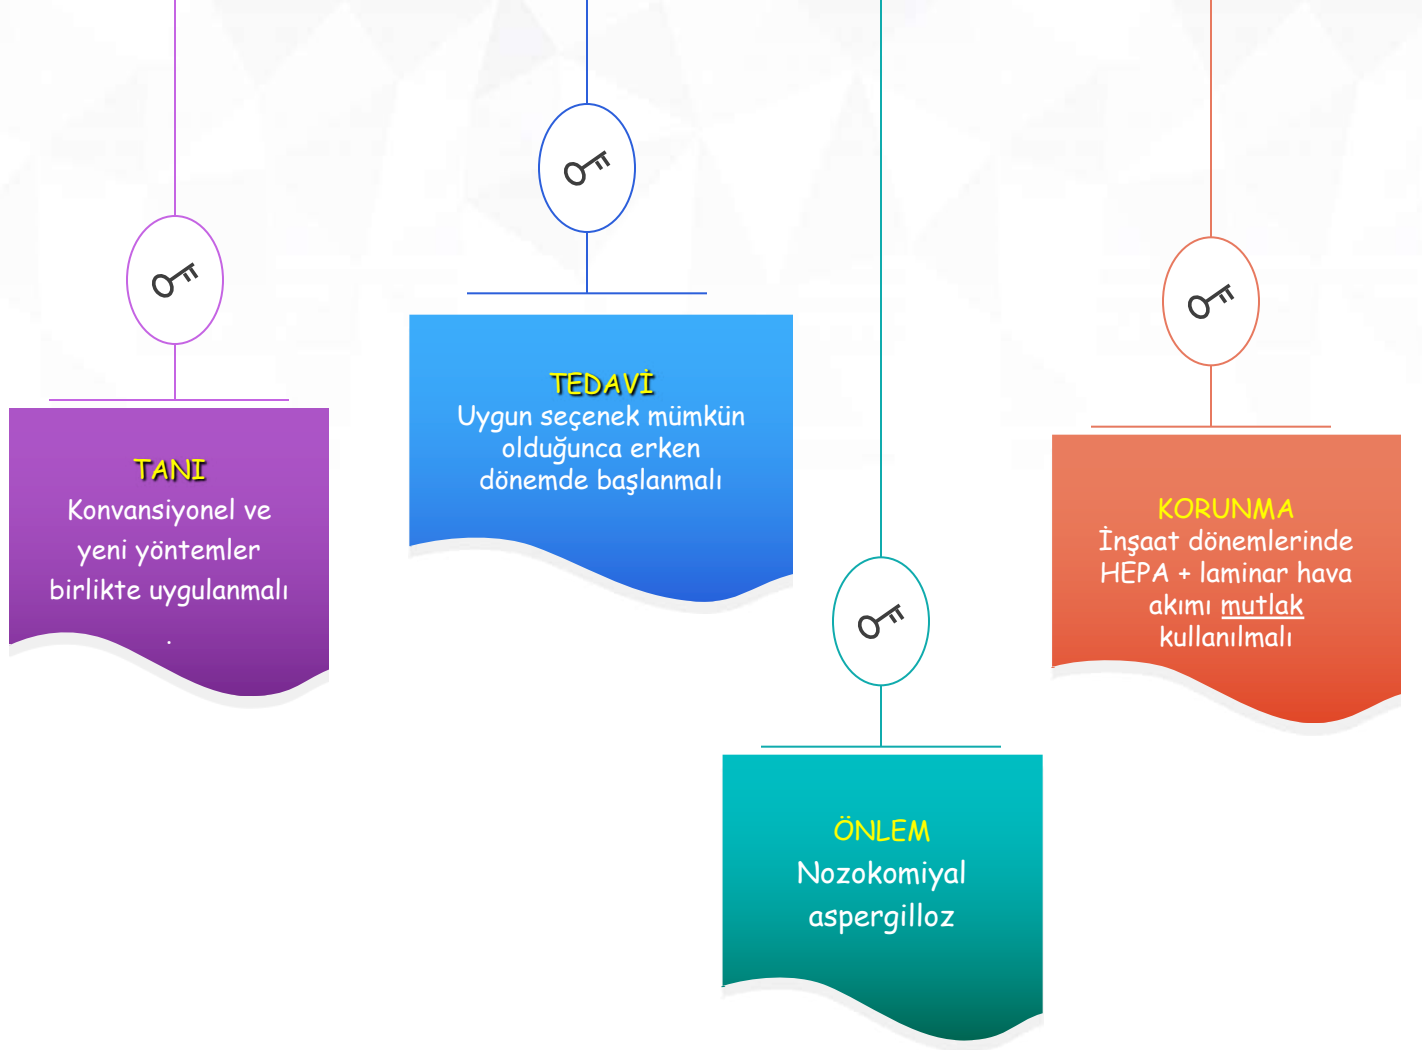 TANI
Konvansiyonel ve
yeni yöntemler
birlikte uygulanmalı
.
TEDAVİ
Uygun seçenek mümkün
olduğunca erken
dönemde başlanmalı
ÖNLEM
Nozokomiyal
aspergilloz
KORUNMA
İnşaat dönemlerinde
HEPA + laminar hava
akımı mutlak
kullanılmalı